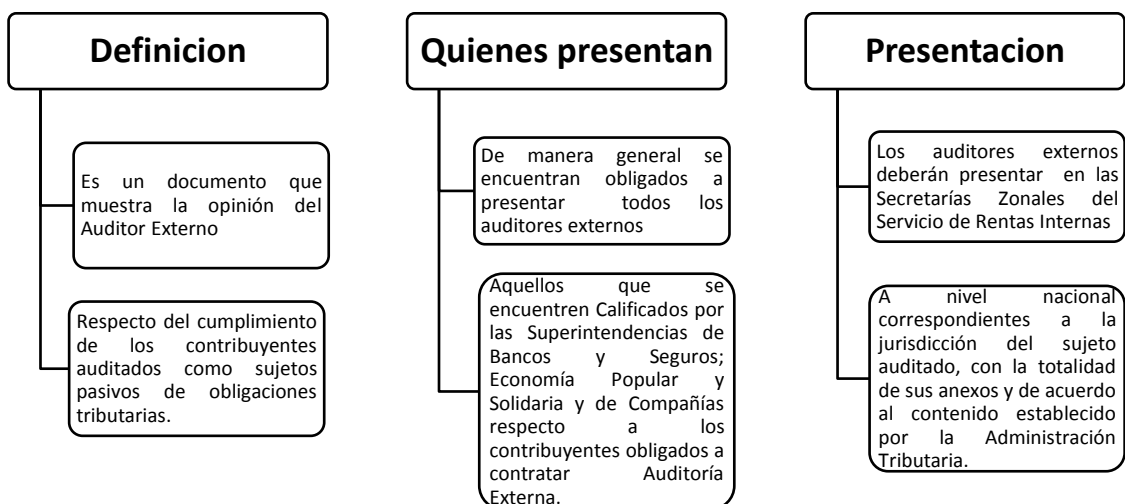 Definicion
Es un documento que
muestra la opinión del
Auditor Externo
Respecto del cumplimiento
de los contribuyentes
auditados como sujetos
pasivos de obligaciones
tributarias.
Quienes presentan
De manera general se
encuentran obligados a
presentar todos los
auditores externos
Aquellos que se
encuentren Calificados por
las Superintendencias de
Bancos y Seguros;
Economía Popular y
Solidaria y de Compañías
respecto a los
contribuyentes obligados a
contratar Auditoría
Externa.
Presentacion
Los auditores externos
deberán presentar en las
Secretarías Zonales del
Servicio de Rentas Internas
A nivel nacional
correspondientes a la
jurisdicción del sujeto
auditado, con la totalidad
de sus anexos y de acuerdo
al contenido establecido
por la Administración
Tributaria.